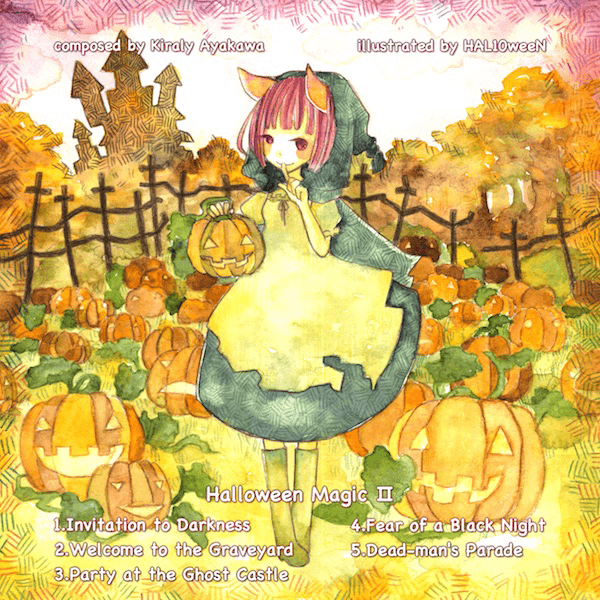 composed by Kiraly Ayakawa
illustrated by HAL10weeN
Halloween Magic Ⅱ
1.Invitation to Darkness
2.Welcome to the Graveyard
3.Party at the Ghost Castle
4.Fear of a Black Night
5.Dead-man's Parade